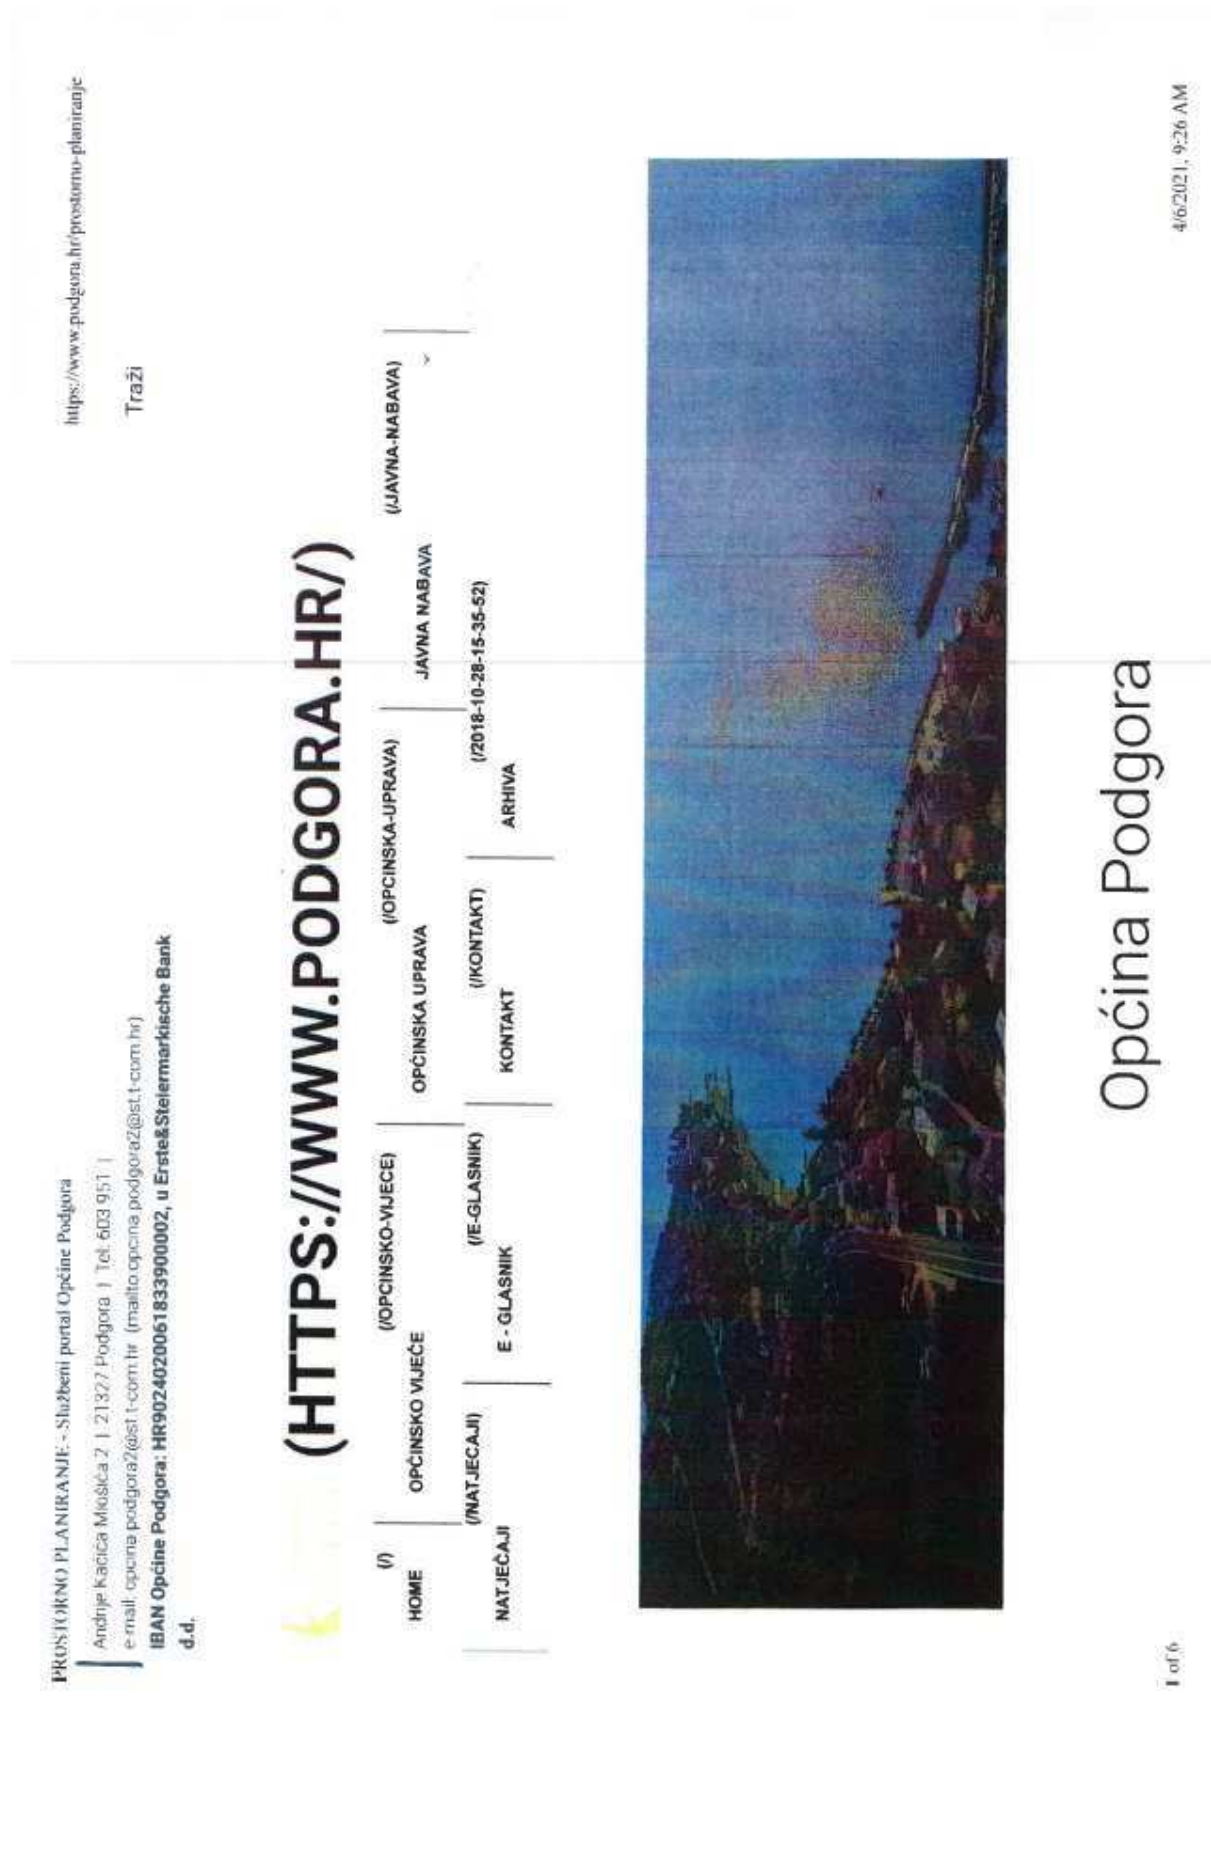 PROSTORNO PLANIRANJE - Službeni portal Općine Podgora
https://www.podgora.hr/prostorno-planiranje
Andrije Kačića Miošića 2 | 21327 Podgora | Tel: 603 951 |
Traži
e-mail: opcina.podgora2@st.t-com.hr (mailto:opcina.podgora2@st.t-com.hr)
IBAN Općine Podgora: HR9024020061833900002, u Erste&Steiermarkische Bank
d.d.
(HTTPS://WWW.PODGORA.HR/)
(/) (/OPCINSKO-VIJECE) (/OPCINSKA-UPRAVA) (/JAVNA-NABAVA)
HOME OPĆINSKO VIJEĆE OPĆINSKA UPRAVA JAVNA NABAVA
(/NATJECAJI) (/E-GLASNIK) (/KONTAKT) (/2018-10-28-15-35-52)
NATJEČAJI E - GLASNIK KONTAKT ARHIVA
Općina Podgora
1 of 6
4/6/2021, 9:26 AM